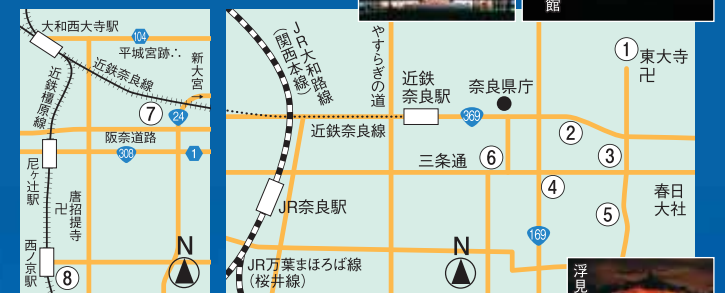 大和西大寺駅
104
平城宮跡∴
新大宮
近鉄奈良線
近鉄橿原線
⑦
24
阪奈道路
308
1
尼ヶ辻駅
唐招提寺
卍
西ノ京駅
⑧
N
館
JR大和路線
(関西本線)
やすらぎの道
近鉄
奈良駅
奈良県庁
369
近鉄奈良線
①
東大寺
卍
②
三条通
⑥
③
④
春日
大社
⑤
JR奈良駅
169
N
JR万葉まほろば線
(桜井線)
浮見